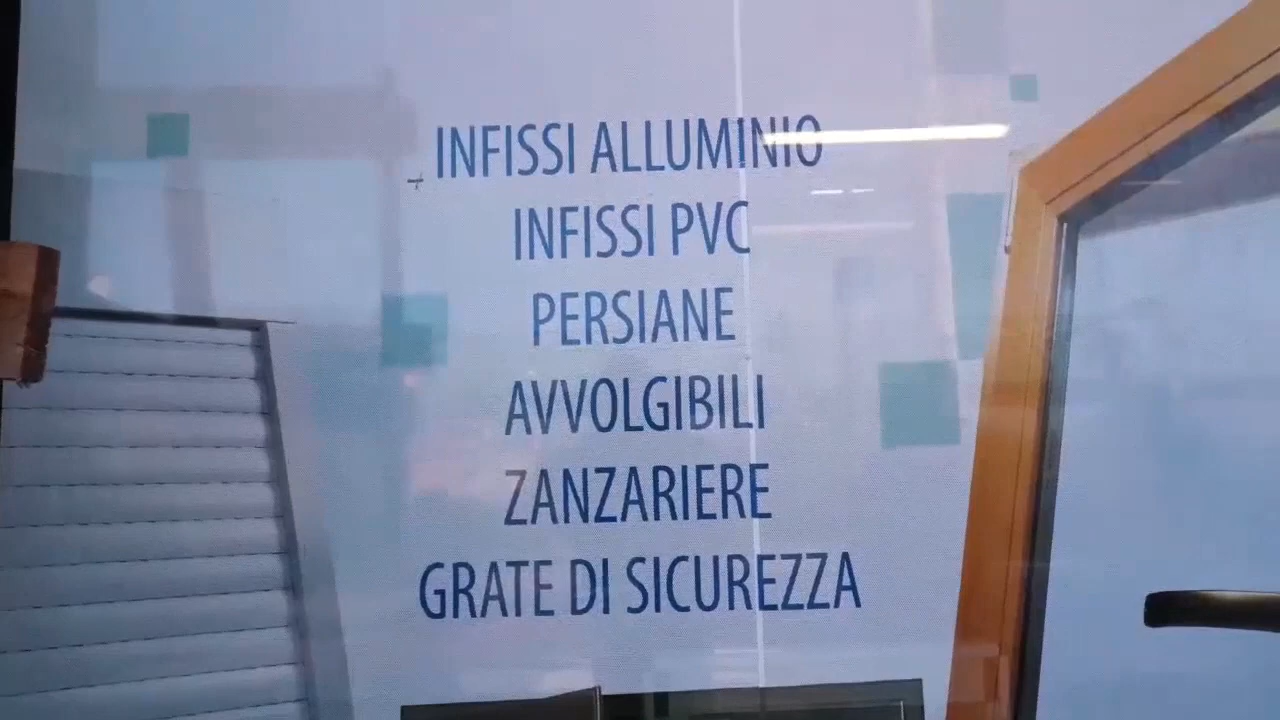 INFISSI ALLUMINIO
INFISSI PVC
PERSIANE
AVVOLGIBILI
ZANZARIERE
GRATE DI SICUREZZA